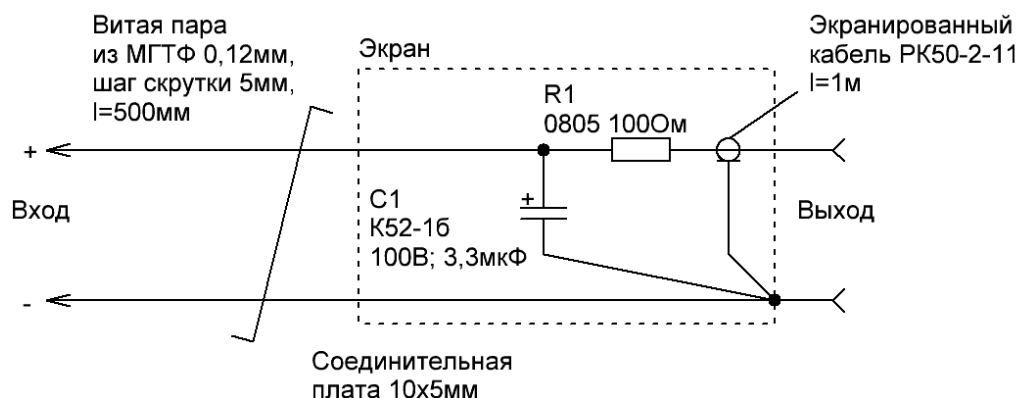 Витая пара
из МГТФ 0,12мм,
шаг скрутки 5мм,
l=500мм
Экран
Экранированный
кабель РК50-2-11
l=1м
R1
0805 100Ом
+
Вход
-
C1
К52-1б
100В; 3,3мкФ
+
Выход
Соединительная
плата 10х5мм